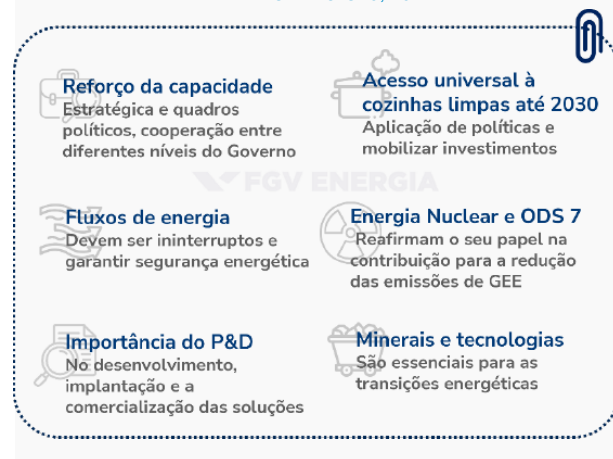 Reforço da capacidade
Estratégica e quadros
políticos, cooperação entre
diferentes níveis do Governo
Acesso universal à
cozinhas limpas até 2030
Aplicação de políticas e
mobilizar investimentos
FGV ENERGIA
Fluxos de energia
Devem ser ininterruptos e
garantir segurança energética
Energia Nuclear e ODS 7
Reafirmam o seu papel na
contribuição para a redução
das emissões de GEE
Importância do P&D
No desenvolvimento,
implantação e a
comercialização das soluções
Minerais e tecnologias
São essenciais para as
transições energéticas